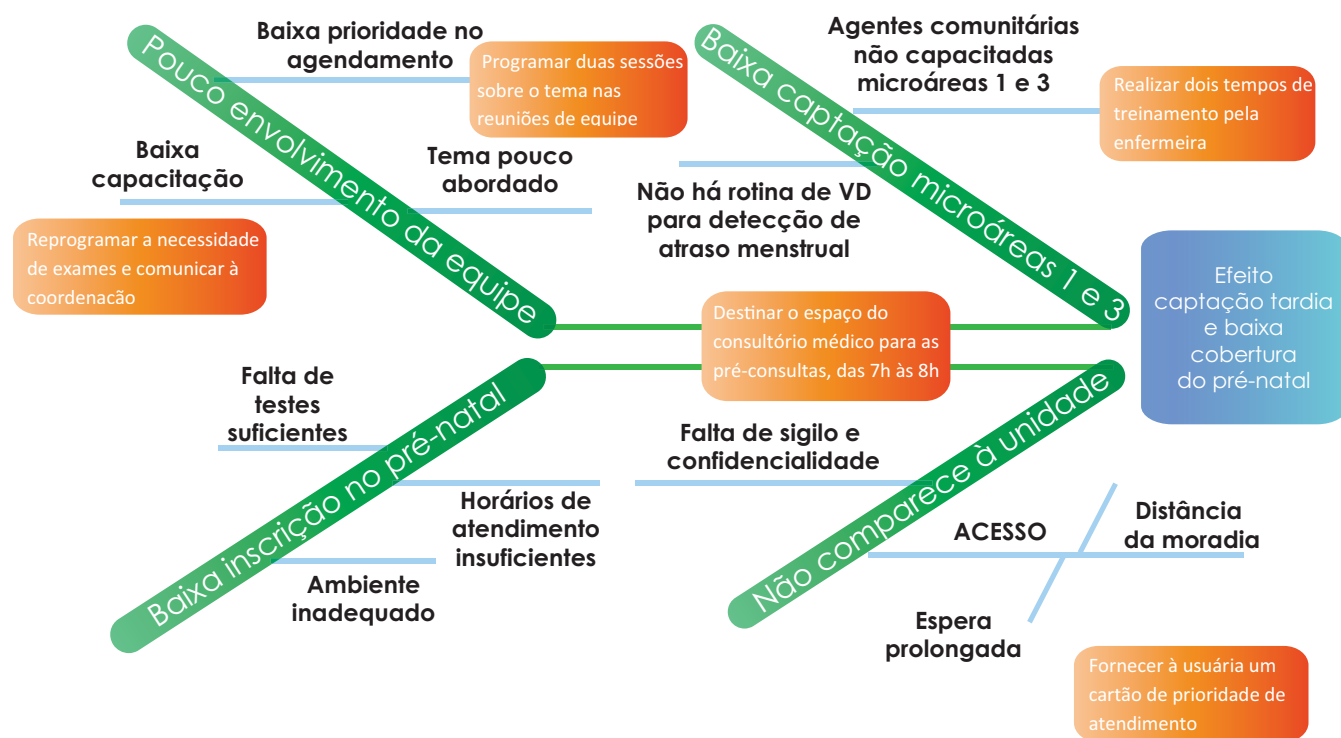 Pouco envolvimento da equipe
Baixa prioridade no
agendamento
Programar duas sessões
sobre o tema nas
reuniões de equipe
Baixa
capacitação
Tema pouco
abordado
Reprogramar a necessidade
de exames e comunicar à
coordenacão
Baixa captação microáreas 1 e 3
Agentes comunitárias
não capacitadas
microáreas 1 e 3
Realizar dois tempos de
treinamento pela
enfermeira
Não há rotina de VD
para detecção de
atraso menstrual
Destinar o espaço do
consultório médico para as
pré-consultas, das 7h às 8h
Efeito
captação tardia
e baixa
cobertura
do pré-natal
Baixa inscrição no pré-natal
Falta de
testes
suficientes
Horários de
atendimento
insuficientes
Ambiente
inadequado
Não comparece à unidade
Falta de sigilo e
confidencialidade
ACESSO
Distância
da moradia
Espera
prolongada
Fornecer à usuária um
cartão de prioridade de
atendimento